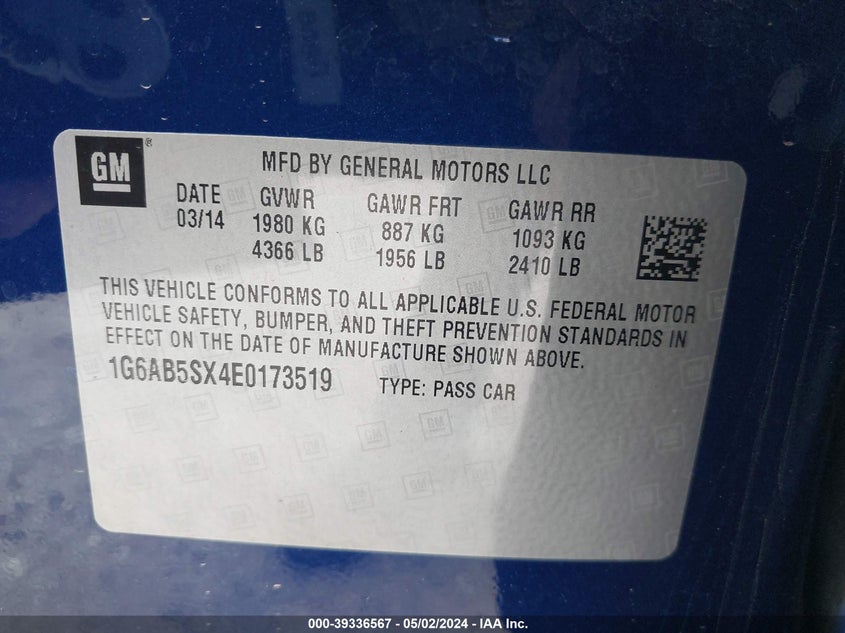 GM ®
MFD BY GENERAL MOTORS LLC
DATE GVWR GAWR FRT GAWR RR
03/14 1980 KG 887 KG 1093 KG
4366 LB 1956 LB 2410 LB
THIS VEHICLE CONFORMS TO ALL APPLICABLE U.S. FEDERAL MOTOR
VEHICLE SAFETY, BUMPER, AND THEFT PREVENTION STANDARDS IN
EFFECT ON THE DATE OF MANUFACTURE SHOWN ABOVE.
1G6AB5SX4E0173519 TYPE: PASS CAR
000-39336567 - 05/02/2024 - IAA Inc.